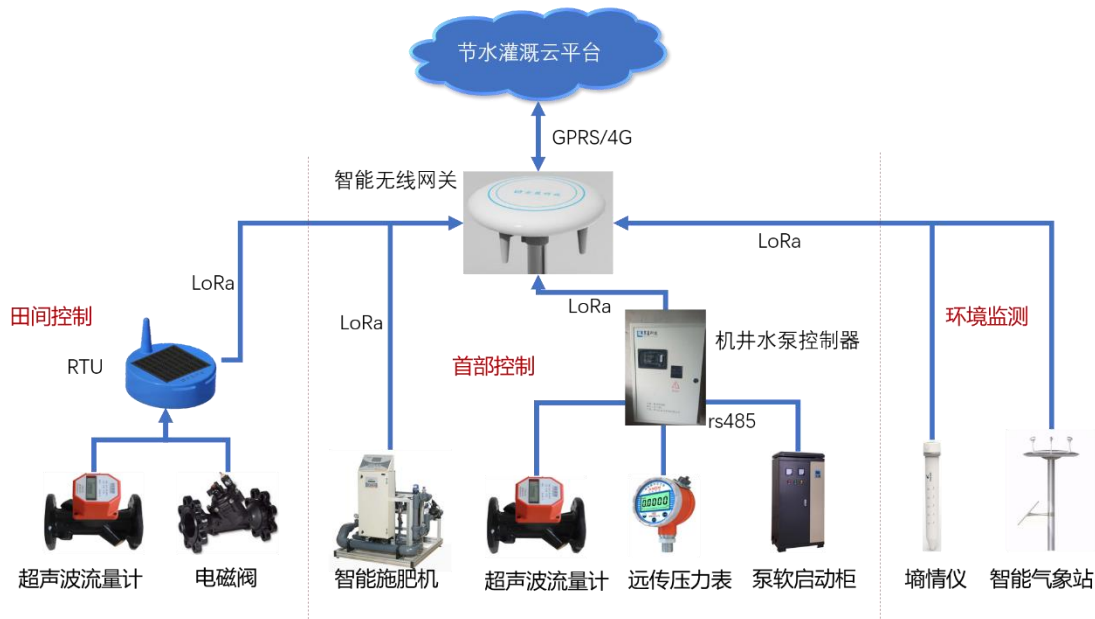 节水灌溉云平台
GPRS/4G
智能无线网关
LoRa
LoRa
LoRa
LoRa
田间控制
RTU
首部控制
机井水泵控制器
环境监测
rs485
超声波流量计
电磁阀
智能施肥机
超声波流量计
远传压力表
泵软启动柜
墒情仪
智能气象站